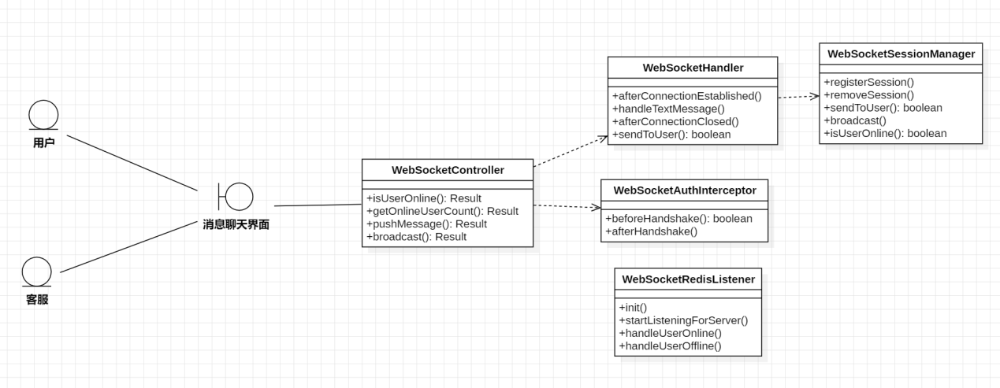 用户
客服
消息聊天界面
WebSocketController
+isUserOnline(): Result
+getOnlineUserCount(): Result
+pushMessage(): Result
+broadcast(): Result
WebSocketHandler
+afterConnectionEstablished()
+handleTextMessage()
+afterConnectionClosed()
+sendToUser(): boolean
WebSocketSessionManager
+registerSession()
+removeSession()
+sendToUser(): boolean
+broadcast()
+isUserOnline(): boolean
WebSocketAuthInterceptor
+beforeHandshake(): boolean
+afterHandshake()
WebSocketRedisListener
+init()
+startListeningForServer()
+handleUserOnline()
+handleUserOffline()